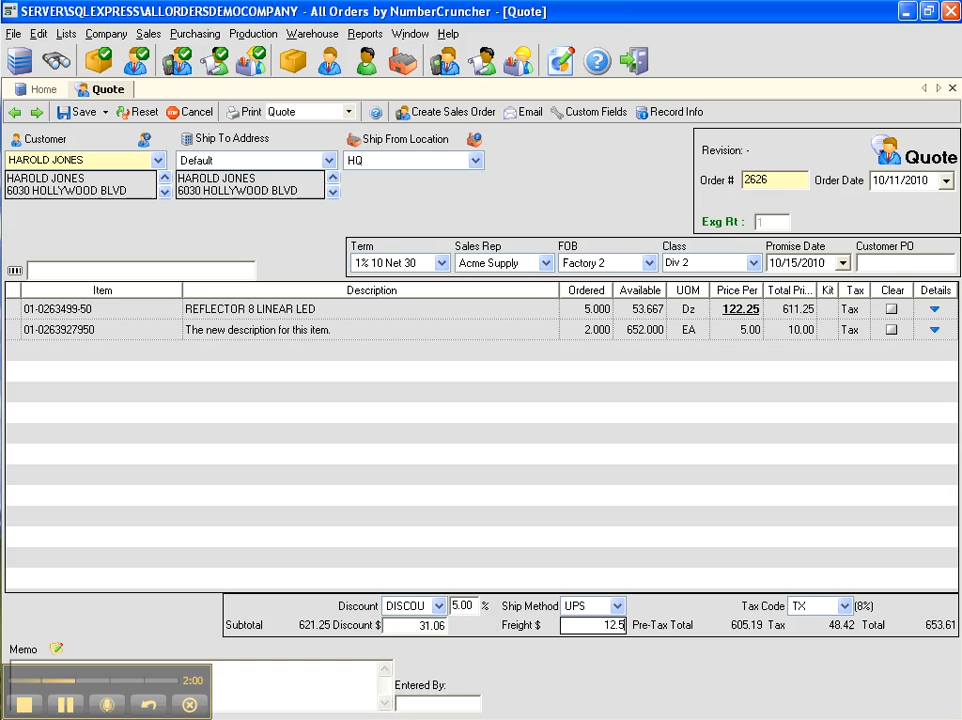 SERVER\SQLEXPRESS\ALLORDERSDEMOCOMPANY - All Orders by NumberCruncher - [Quote]
File Edit Lists Company Sales Purchasing Production Warehouse Reports Window Help
Home Quote
Save Reset Cancel Print Quote Create Sales Order Email Custom Fields Record Info
Customer Ship To Address Ship From Location
HAROLD JONES Default HQ
HAROLD JONES HAROLD JONES
6030 HOLLYWOOD BLVD 6030 HOLLYWOOD BLVD
Revision: - Quote
Order # 2626 Order Date 10/11/2010
Exg Rt : 1
Term Sales Rep FOB Class Promise Date Customer PO
1% 10 Net 30 Acme Supply Factory 2 Div 2 10/15/2010
Item Description Ordered Available UOM Price Per Total Pri... Kit Tax Clear Details
01-0263499-50 REFLECTOR 8 LINEAR LED 5.000 53.667 Dz 122.25 611.25 Tax
01-0263927950 The new description for this item. 2.000 652.000 EA 5.00 10.00 Tax
Discount DISCOU 5.00 % Ship Method UPS Tax Code TX (8%)
Subtotal 621.25 Discount $ 31.06 Freight $ 12.5 Pre-Tax Total 605.19 Tax 48.42 Total 653.61
Memo
2:00
Entered By: